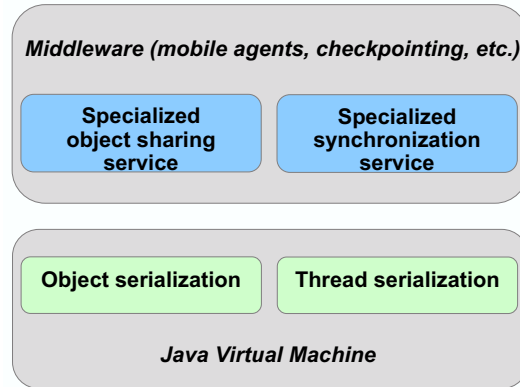 Middleware (mobile agents, checkpointing, etc.)
Specialized
object sharing
service
Specialized
synchronization
service
Object serialization
Thread serialization
Java Virtual Machine